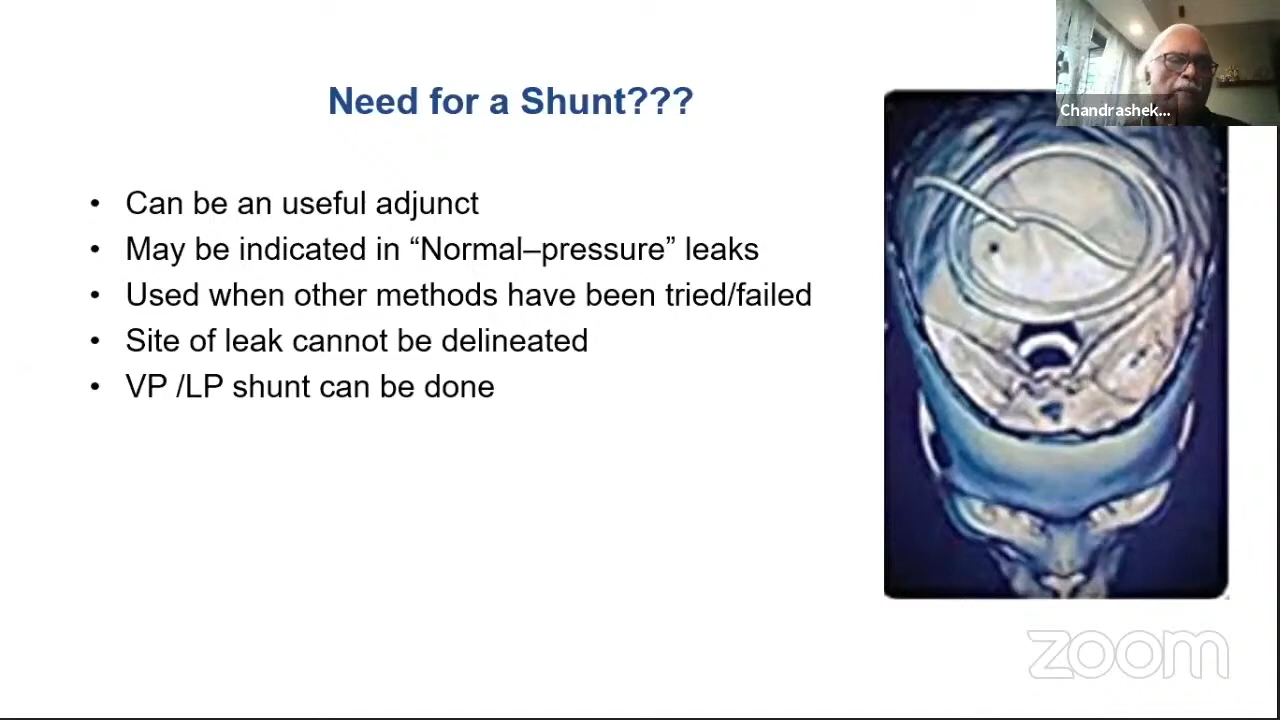 Need for a Shunt???
Chandrashek...
• Can be an useful adjunct
• May be indicated in “Normal–pressure” leaks
• Used when other methods have been tried/failed
• Site of leak cannot be delineated
• VP /LP shunt can be done
zoom